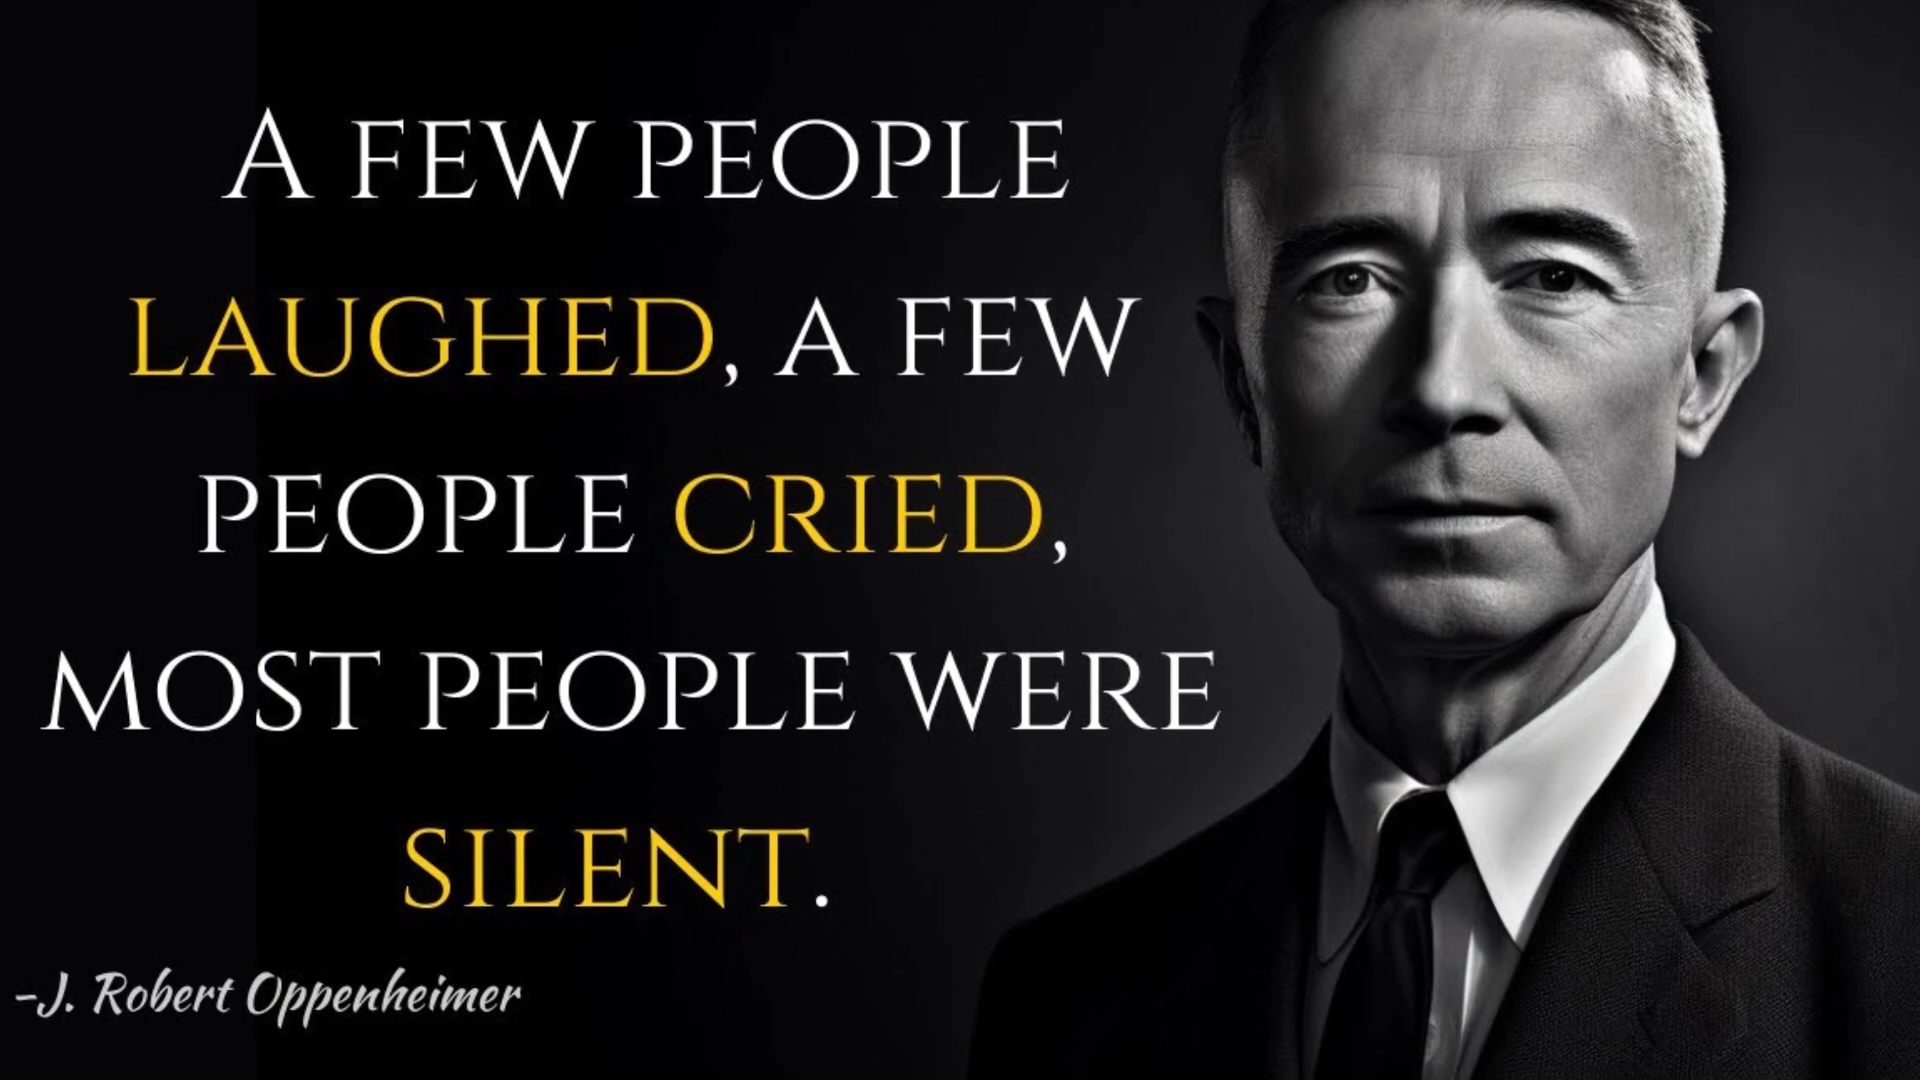 A FEW PEOPLE
LAUGHED, A FEW
PEOPLE CRIED,
MOST PEOPLE WERE
SILENT.
-J. Robert Oppenheimer